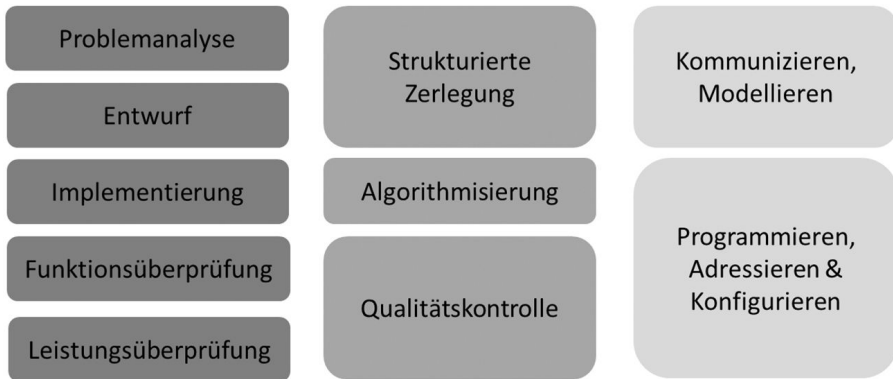 Problemanalyse
Entwurf
Implementierung
Funktionsüberprüfung
Leistungsüberprüfung
Strukturierte
Zerlegung
Algorithmisierung
Qualitätskontrolle
Kommunizieren,
Modellieren
Programmieren,
Adressieren &
Konfigurieren